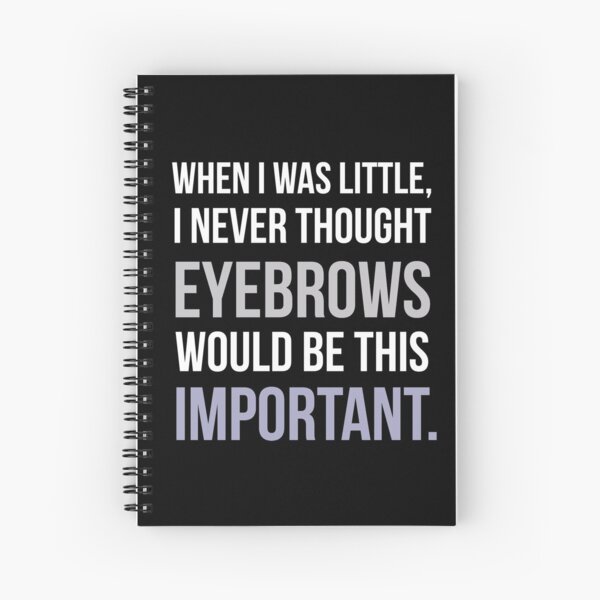 WHEN I WAS LITTLE,
I NEVER THOUGHT
EYEBROWS
WOULD BE THIS
IMPORTANT.